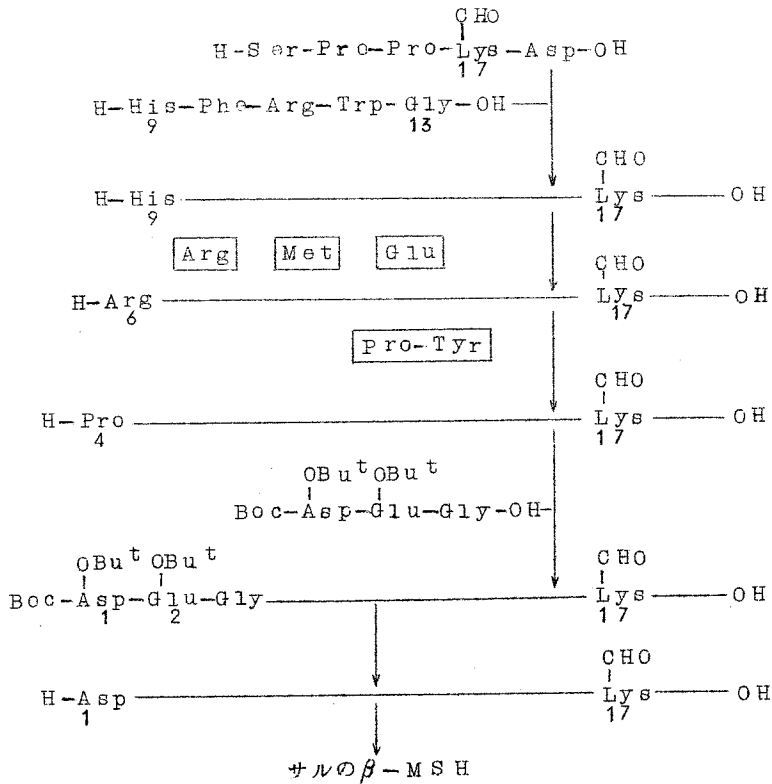 CHO
H-Ser-Pro-Pro-Lys-Asp-OH
17
H-His-Phe-Arg-Trp-Gly-OH
9 13
CHO
H-His Lys OH
9 17
Arg Met Glu
CHO
H-Arg Lys OH
6 17
Pro-Tyr
CHO
H-Pro Lys OH
4 17
OBuᵗ OBuᵗ
Boc-Asp-Glu-Gly-OH
OBuᵗ OBuᵗ CHO
Boc-Asp-Glu-Gly Lys OH
1 2 17
CHO
H-Asp Lys OH
1 17
サルのβ-MSH